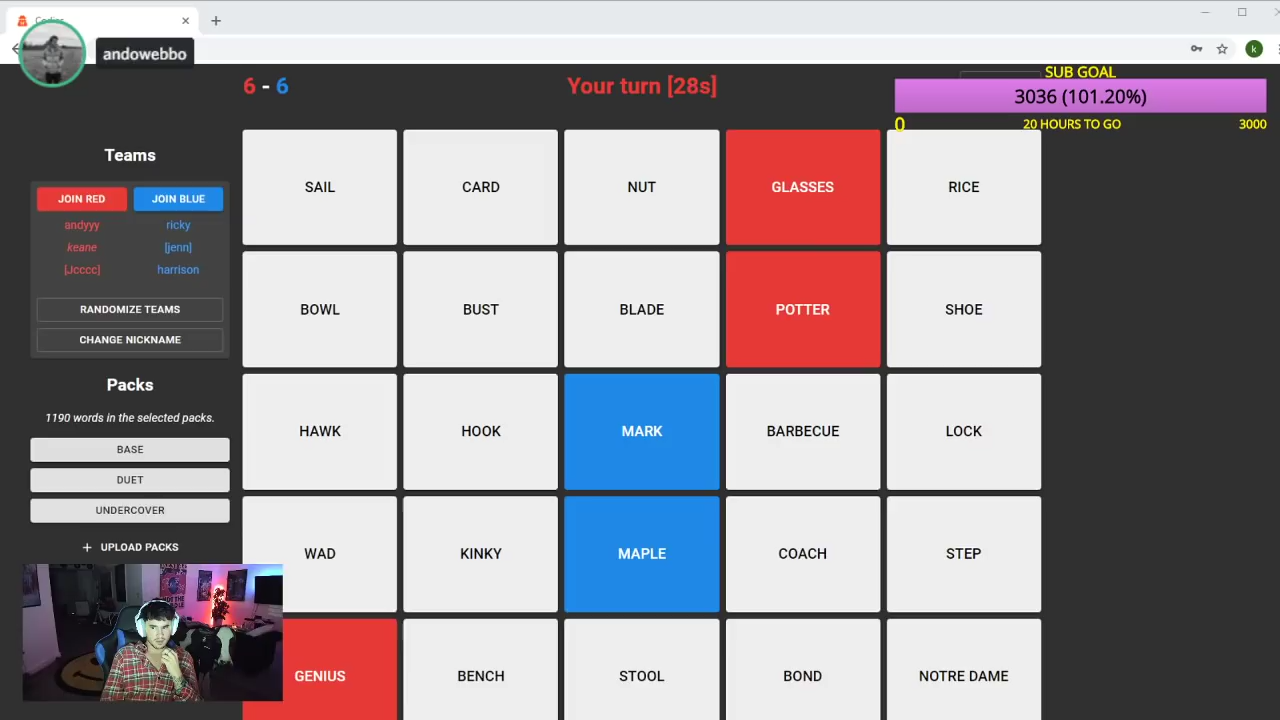 Codies
andowebbo
k
6 - 6
Your turn [28s]
SUB GOAL
3036 (101.20%)
0
20 HOURS TO GO
3000
Teams
JOIN RED
JOIN BLUE
andyyy
ricky
keane
[jenn]
[Jcccc]
harrison
RANDOMIZE TEAMS
CHANGE NICKNAME
Packs
1190 words in the selected packs.
BASE
DUET
UNDERCOVER
+ UPLOAD PACKS
SAIL
CARD
NUT
GLASSES
RICE
BOWL
BUST
BLADE
POTTER
SHOE
HAWK
HOOK
MARK
BARBECUE
LOCK
WAD
KINKY
MAPLE
COACH
STEP
GENIUS
BENCH
STOOL
BOND
NOTRE DAME